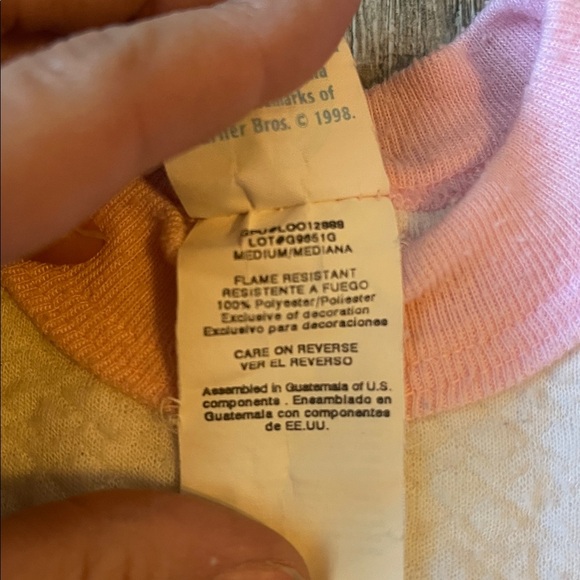 marks of
Bros. © 1998.
LOT#G9651G
MEDIUM/MEDIANA
FLAME RESISTANT
RESISTENTE A FUEGO
100% Polyester/Poliester
Exclusive of decoration
Exclusivo para decoraciones
CARE ON REVERSE
VER EL REVERSO
Assembled in Guatemala of U.S.
components . Ensamblado en
Guatemala con componentes
de EE.UU.